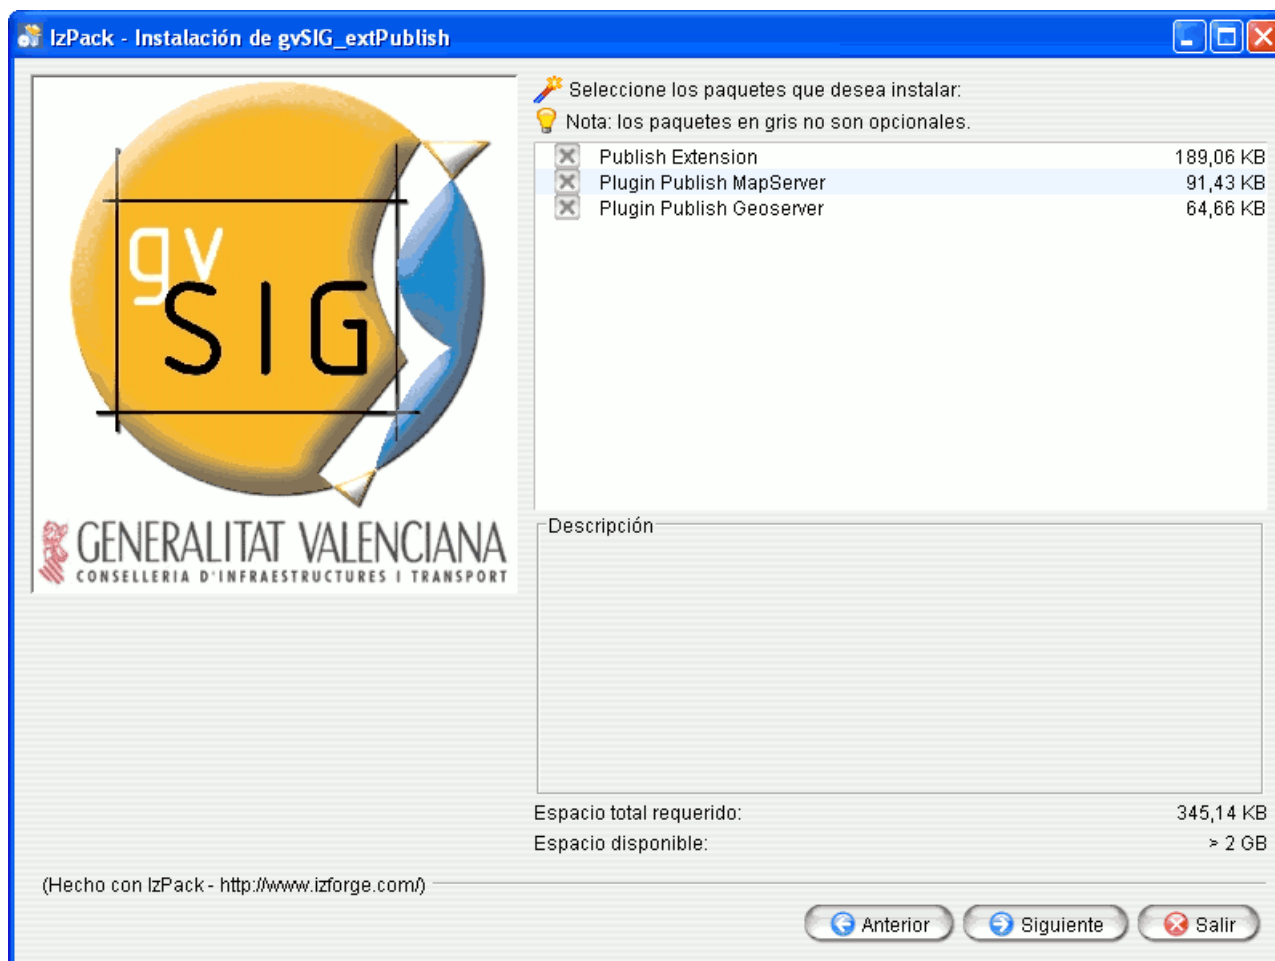 IzPack - Instalación de gvSIG_extPublish
gv
SIG
GENERALITAT VALENCIANA
CONSELLERIA D'INFRAESTRUCTURES I TRANSPORT
Seleccione los paquetes que desea instalar:
Nota: los paquetes en gris no son opcionales.
Publish Extension 189,06 KB
Plugin Publish MapServer 91,43 KB
Plugin Publish Geoserver 64,66 KB
Descripción
Espacio total requerido: 345,14 KB
Espacio disponible: > 2 GB
(Hecho con IzPack - http://www.izforge.com/)
Anterior Siguiente Salir